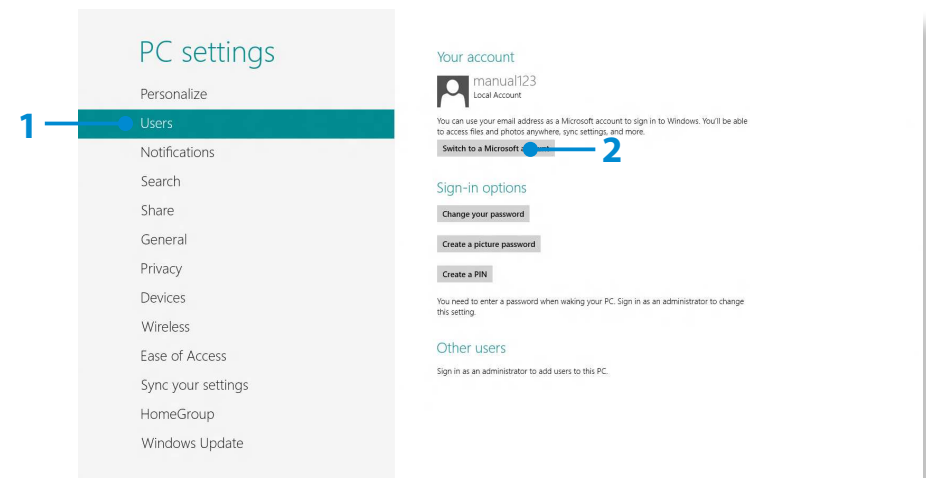 PC settings
Personalize
1
Users
Notifications
Search
Share
General
Privacy
Devices
Wireless
Ease of Access
Sync your settings
HomeGroup
Windows Update
Your account
manual123
Local Account
You can use your email address as a Microsoft account to sign in to Windows. You'll be able
to access files and photos anywhere, sync settings, and more.
Switch to a Microsoft account
2
Sign-in options
Change your password
Create a picture password
Create a PIN
You need to enter a password when waking your PC. Sign in as an administrator to change
this setting.
Other users
Sign in as an administrator to add users to this PC.